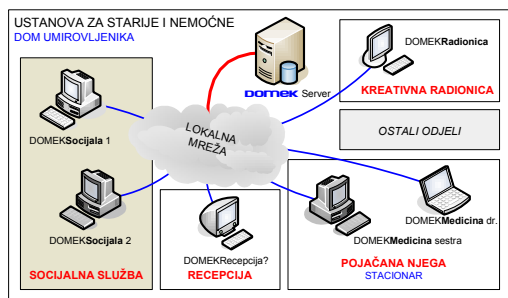 USTANOVA ZA STARIJE I NEMOĆNE
DOM UMIROVLJENIKA
DOMEKSocijala 1
DOMEKSocijala 2
SOCIJALNA SLUŽBA
DOMEK Server
LOKALNA
MREŽA
DOMEKRadionica
KREATIVNA RADIONICA
OSTALI ODJELI
DOMEKRecepcija?
RECEPCIJA
DOMEKMedicina dr.
DOMEKMedicina sestra
POJAČANA NJEGA
STACIONAR